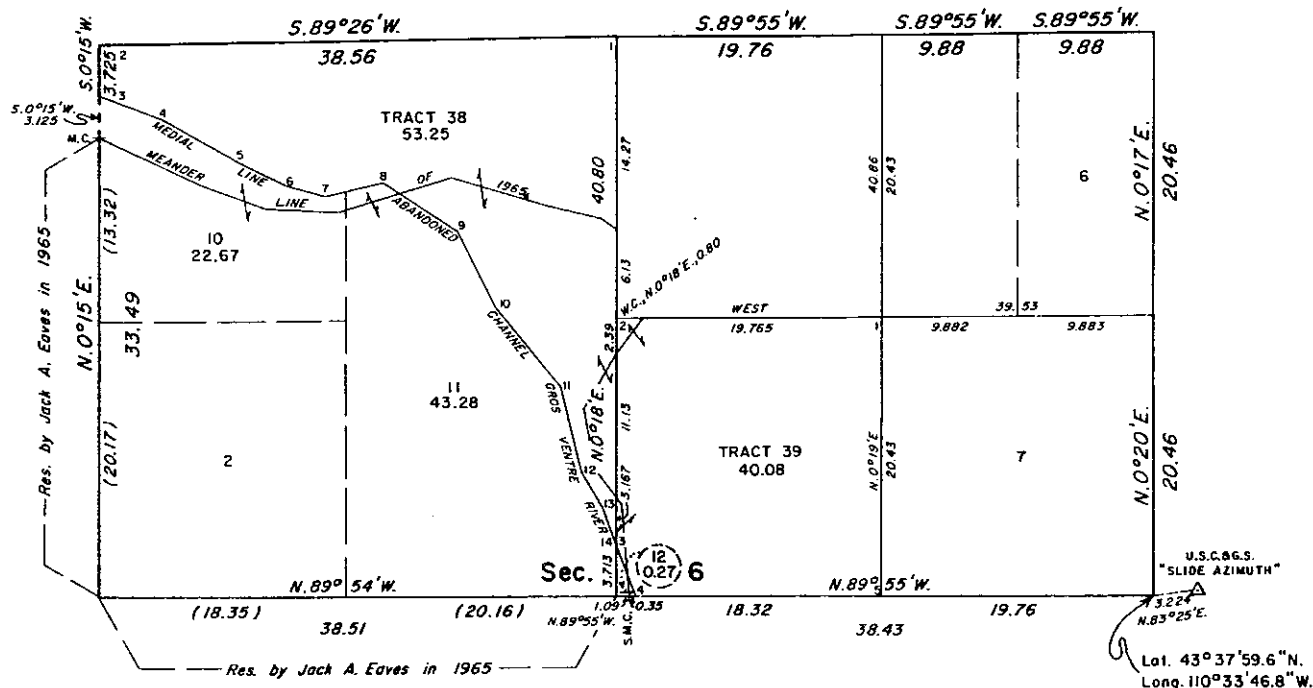 S.89°26'W.
S.89°55'W.
S.89°55'W.
S.89°55'W.
38.56
19.76
9.88
9.88
S.0°15'W.
3.725
2
1
3
4
S.0°15'W.
3.125
M.C.
TRACT 38
53.25
MEDIAL
LINE
OF
ABANDONED
CHANNEL
GROS
VENTRE
RIVER
MEANDER
LINE
1965
5
6
7
8
9
10
11
12
13
14
40.80
14.27
6.13
40.86
20.43
6
N.0°17'E.
20.46
(13.32)
10
22.67
N.0°15'E.
33.49
(20.17)
Res. by Jack A. Eaves in 1965
W.C., N.0°18'E., 0.80
WEST
39.53
2
19.765
1
9.882
9.883
2.39
N.0°18'E.
11.13
3.167
3
3.713
11
43.28
2
TRACT 39
40.08
N.0°19'E
20.43
7
N.0°20'E.
20.46
12
0.27
Sec. 6
4
5
N.89°54'W.
N.89°55'W.
U.S.C.&G.S.
"SLIDE AZIMUTH"
(18.35)
(20.16)
1.09
0.35
18.32
19.76
13.224
N.83°25'E.
38.51
N.89°55'W.
S.M.C.
38.43
Res. by Jack A. Eaves in 1965
Lat. 43°37'59.6"N.
Long. 110°33'46.8"W.